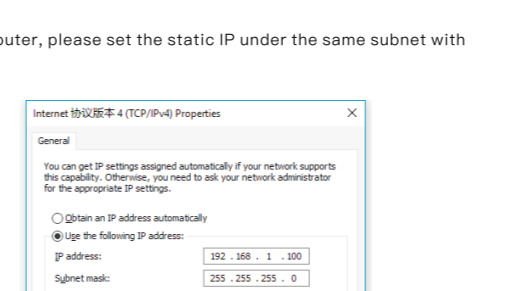 outer, please set the static IP under the same subnet with
Internet 协议版本 4 (TCP/IPv4) Properties
General
You can get IP settings assigned automatically if your network supports
this capability. Otherwise, you need to ask your network administrator
for the appropriate IP settings.
Obtain an IP address automatically
Use the following IP address:
IP address: 192 . 168 . 1 . 100
Subnet mask: 255 . 255 . 255 . 0